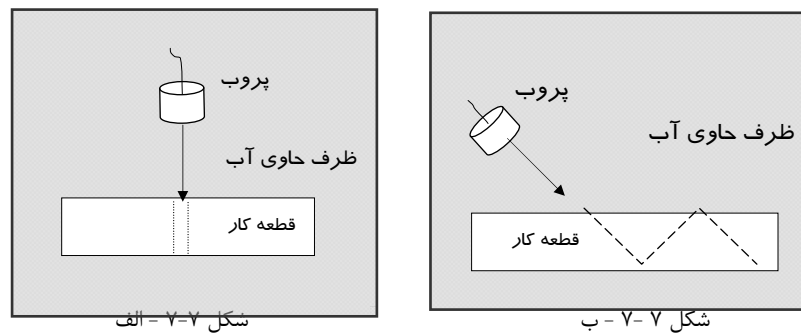 پروب
ظرف حاوی آب
قطعه کار
شکل ۷-۷ - الف
پروب
ظرف حاوی آب
قطعه کار
شکل ۷ -۷ - ب